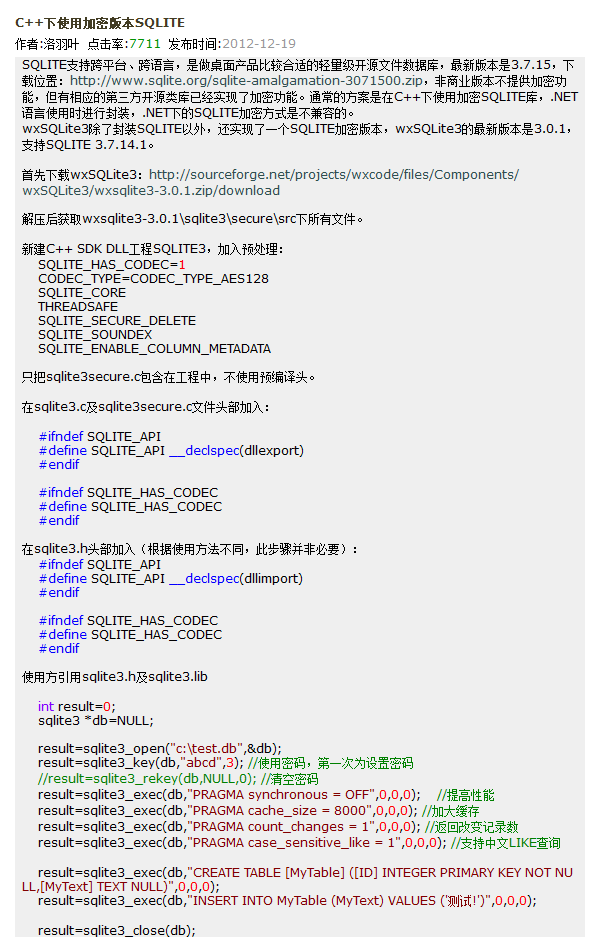 C++下使用加密版本SQLITE
作者:洛羽叶 点击率:7711 发布时间:2012-12-19
SQLITE支持跨平台、跨语言，是做桌面产品比较合适的轻量级开源文件数据库，最新版本是3.7.15，下
载位置：http://www.sqlite.org/sqlite-amalgamation-3071500.zip，非商业版本不提供加密功
能，但有相应的第三方开源类库已经实现了加密功能。通常的方案是在C++下使用加密SQLITE库，.NET
语言使用时进行封装，.NET下的SQLITE加密方式是不兼容的。
wxSQLite3除了封装SQLITE以外，还实现了一个SQLITE加密版本，wxSQLite3的最新版本是3.0.1，
支持SQLITE 3.7.14.1。
首先下载wxSQLite3：http://sourceforge.net/projects/wxcode/files/Components/
wxSQLite3/wxsqlite3-3.0.1.zip/download
解压后获取wxsqlite3-3.0.1\sqlite3\secure\src下所有文件。
新建C++ SDK DLL工程SQLITE3，加入预处理：
SQLITE_HAS_CODEC=1
CODEC_TYPE=CODEC_TYPE_AES128
SQLITE_CORE
THREADSAFE
SQLITE_SECURE_DELETE
SQLITE_SOUNDEX
SQLITE_ENABLE_COLUMN_METADATA
只把sqlite3secure.c包含在工程中，不使用预编译头。
在sqlite3.c及sqlite3secure.c文件头部加入：
#ifndef SQLITE_API
#define SQLITE_API __declspec(dllexport)
#endif
#ifndef SQLITE_HAS_CODEC
#define SQLITE_HAS_CODEC
#endif
在sqlite3.h头部加入（根据使用方法不同，此步骤并非必要）：
#ifndef SQLITE_API
#define SQLITE_API __declspec(dllimport)
#endif
#ifndef SQLITE_HAS_CODEC
#define SQLITE_HAS_CODEC
#endif
使用方引用sqlite3.h及sqlite3.lib
int result=0;
sqlite3 *db=NULL;
result=sqlite3_open("c:\test.db",&db);
result=sqlite3_key(db,"abcd",3); //使用密码，第一次为设置密码
//result=sqlite3_rekey(db,NULL,0); //清空密码
result=sqlite3_exec(db,"PRAGMA synchronous = OFF",0,0,0); //提高性能
result=sqlite3_exec(db,"PRAGMA cache_size = 8000",0,0,0); //加大缓存
result=sqlite3_exec(db,"PRAGMA count_changes = 1",0,0,0); //返回改变记录数
result=sqlite3_exec(db,"PRAGMA case_sensitive_like = 1",0,0,0); //支持中文LIKE查询
result=sqlite3_exec(db,"CREATE TABLE [MyTable] ([ID] INTEGER PRIMARY KEY NOT NU
LL,[MyText] TEXT NULL)",0,0,0);
result=sqlite3_exec(db,"INSERT INTO MyTable (MyText) VALUES ('测试!')",0,0,0);
result=sqlite3_close(db);